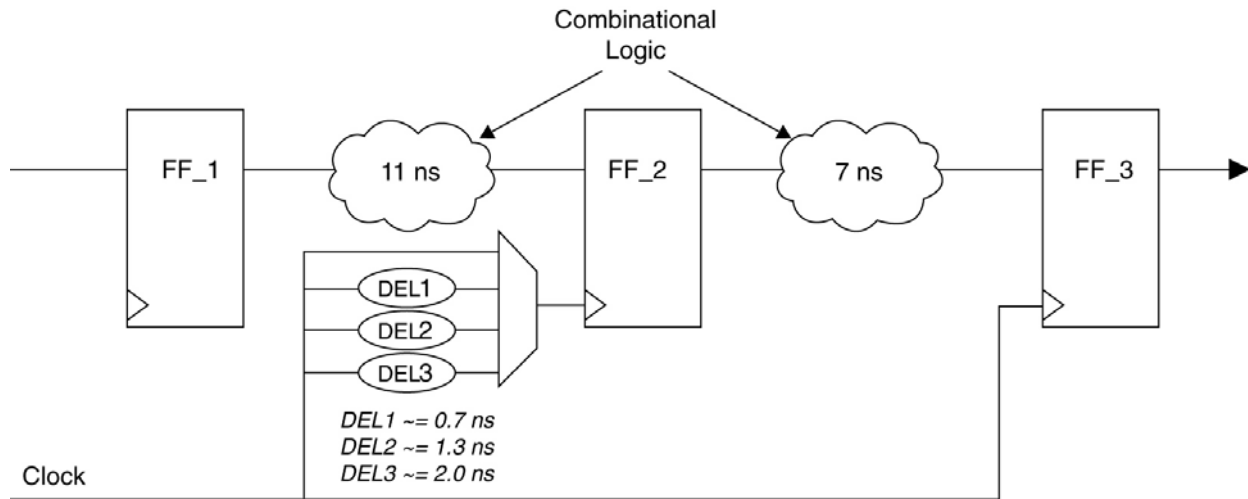 Combinational
Logic
FF_1
11 ns
FF_2
7 ns
FF_3
DEL1
DEL2
DEL3
DEL1 ~= 0.7 ns
DEL2 ~= 1.3 ns
DEL3 ~= 2.0 ns
Clock